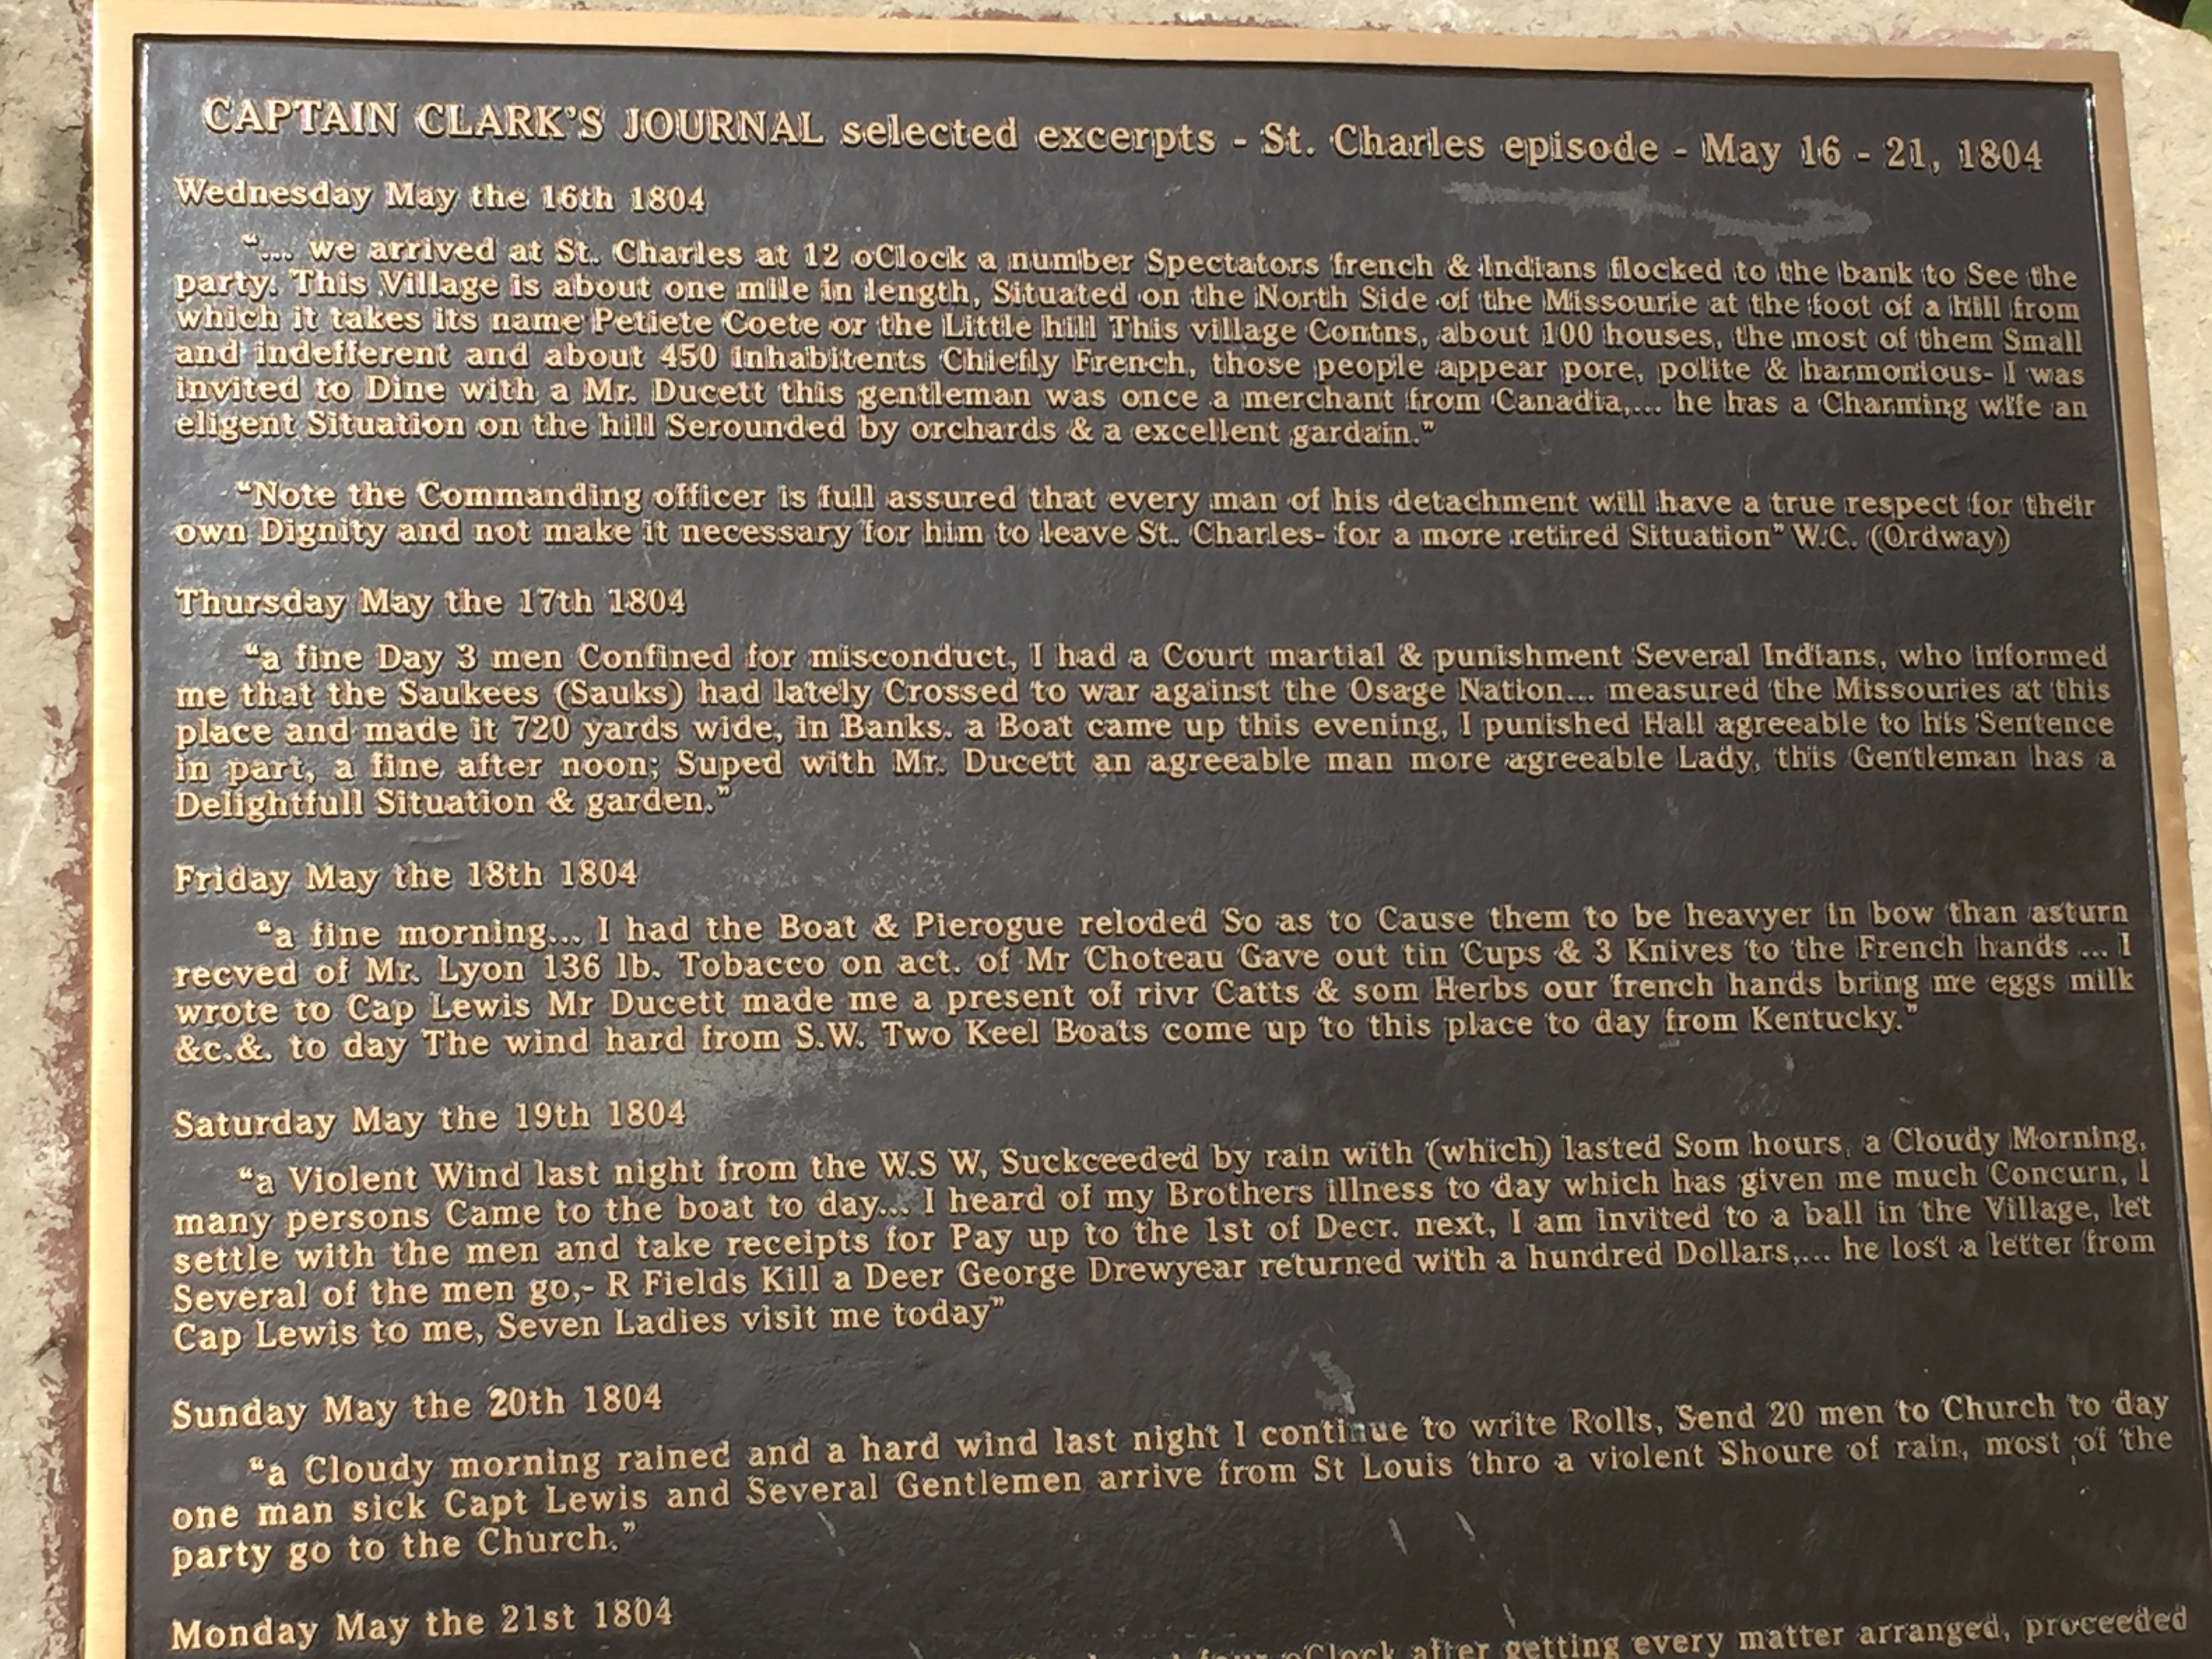 CAPTAIN CLARK'S JOURNAL selected excerpts - St. Charles episode - May 16 - 21, 1804
Wednesday May the 16th 1804
"... we arrived at St. Charles at 12 oClock a number Spectators french & Indians flocked to the bank to See the
party. This Village is about one mile in length, Situated on the North Side of the Missourie at the foot of a hill from
which it takes its name Petiete Coete or the Little hill This village Contns, about 100 houses, the most of them Small
and indefferent and about 450 inhabitents Chiefly French, those people appear pore, polite & harmonious- I was
invited to Dine with a Mr. Ducett this gentleman was once a merchant from Canadia,... he has a Charming wife an
eligent Situation on the hill Serounded by orchards & a excellent gardain."
"Note the Commanding officer is full assured that every man of his detachment will have a true respect for their
own Dignity and not make it necessary for him to leave St. Charles- for a more retired Situation" W.C. (Ordway)
Thursday May the 17th 1804
"a fine Day 3 men Confined for misconduct, I had a Court martial & punishment Several Indians, who informed
me that the Saukees (Sauks) had lately Crossed to war against the Osage Nation... measured the Missouries at this
place and made it 720 yards wide, in Banks. a Boat came up this evening, I punished Hall agreeable to his Sentence
in part, a fine after noon; Suped with Mr. Ducett an agreeable man more agreeable Lady, this Gentleman has a
Delightfull Situation & garden."
Friday May the 18th 1804
"a fine morning... I had the Boat & Pierogue reloded So as to Cause them to be heavyer in bow than asturn
recved of Mr. Lyon 136 lb. Tobacco on act. of Mr Choteau Gave out tin Cups & 3 Knives to the French hands ... I
wrote to Cap Lewis Mr Ducett made me a present of rivr Catts & som Herbs our french hands bring me eggs milk
&c.&. to day The wind hard from S.W. Two Keel Boats come up to this place to day from Kentucky."
Saturday May the 19th 1804
"a Violent Wind last night from the W.S W, Suckceeded by rain with (which) lasted Som hours, a Cloudy Morning,
many persons Came to the boat to day... I heard of my Brothers illness to day which has given me much Concurn, I
settle with the men and take receipts for Pay up to the 1st of Decr. next, I am invited to a ball in the Village, let
Several of the men go,- R Fields Kill a Deer George Drewyear returned with a hundred Dollars,... he lost a letter from
Cap Lewis to me, Seven Ladies visit me today"
Sunday May the 20th 1804
"a Cloudy morning rained and a hard wind last night I continue to write Rolls, Send 20 men to Church to day
one man sick Capt Lewis and Several Gentlemen arrive from St Louis thro a violent Shoure of rain, most of the
party go to the Church."
Monday May the 21st 1804
four oClock after getting every matter arranged, proceeded